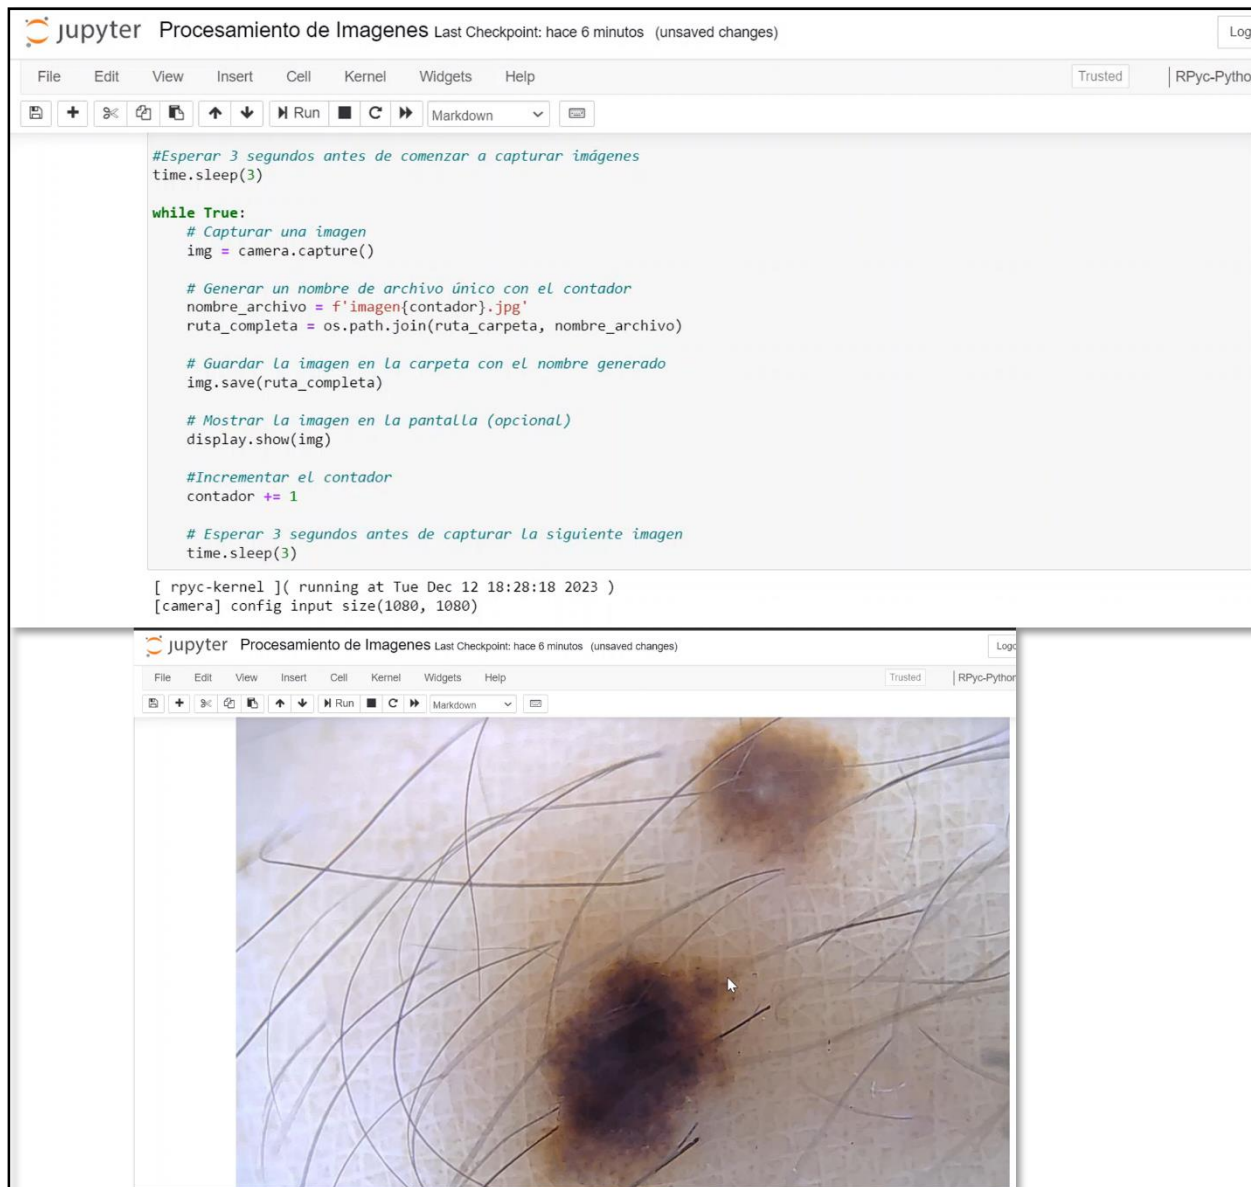 jupyter Procesamiento de Imagenes Last Checkpoint: hace 6 minutos (unsaved changes)
Log
File Edit View Insert Cell Kernel Widgets Help
Trusted
RPyc-Pytho
Run
Markdown
#Esperar 3 segundos antes de comenzar a capturar imágenes
time.sleep(3)
while True:
# Capturar una imagen
img = camera.capture()
# Generar un nombre de archivo único con el contador
nombre_archivo = f'imagen{contador}.jpg'
ruta_completa = os.path.join(ruta_carpeta, nombre_archivo)
# Guardar la imagen en la carpeta con el nombre generado
img.save(ruta_completa)
# Mostrar la imagen en la pantalla (opcional)
display.show(img)
#Incrementar el contador
contador += 1
# Esperar 3 segundos antes de capturar la siguiente imagen
time.sleep(3)
[ rpyc-kernel ]( running at Tue Dec 12 18:28:18 2023 )
[camera] config input size(1080, 1080)
jupyter Procesamiento de Imagenes Last Checkpoint: hace 6 minutos (unsaved changes)
Logo
File Edit View Insert Cell Kernel Widgets Help
Trusted
RPyc-Python
Run
Markdown